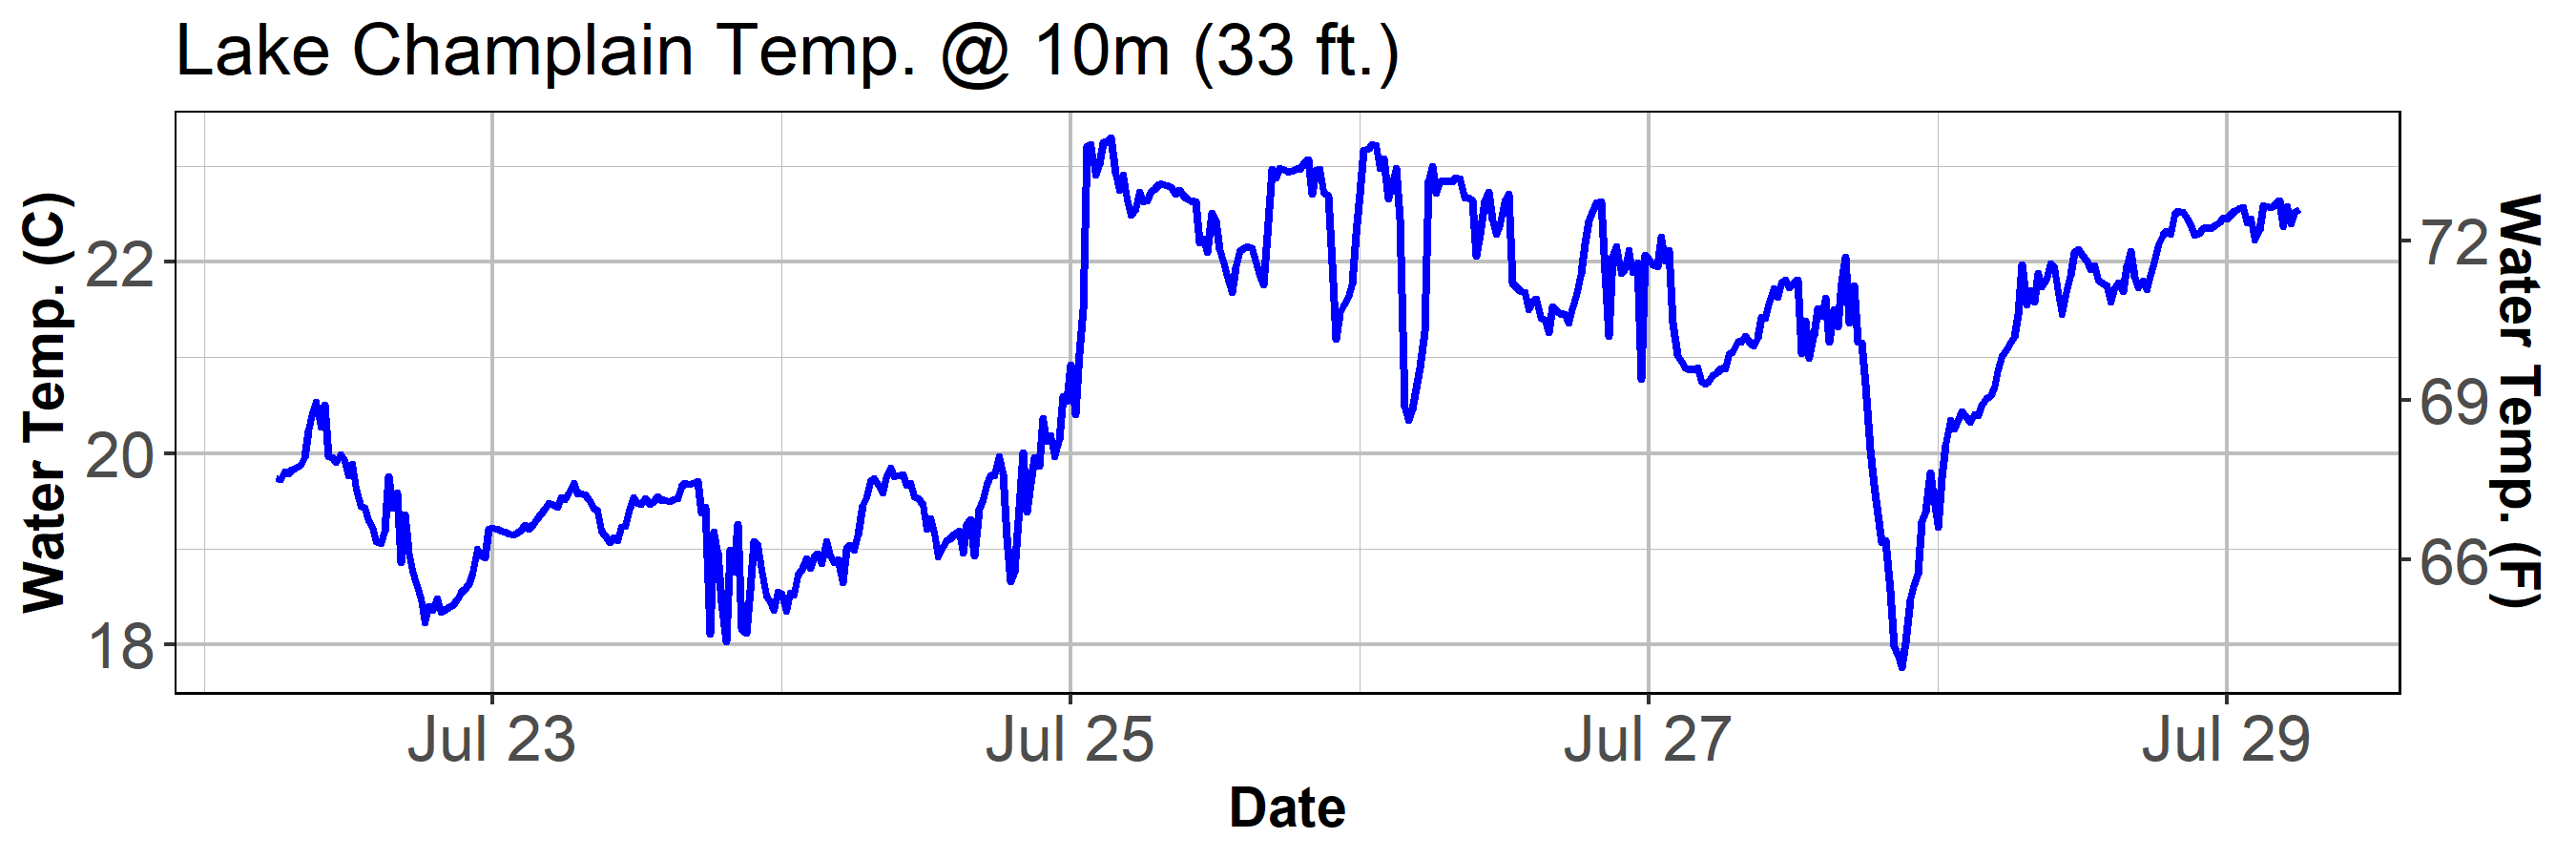 Lake Champlain Temp. @ 10m (33 ft.)
Water Temp. (C)
22
20
18
72
69
66
Water Temp. (F)
Jul 23
Jul 25
Jul 27
Jul 29
Date